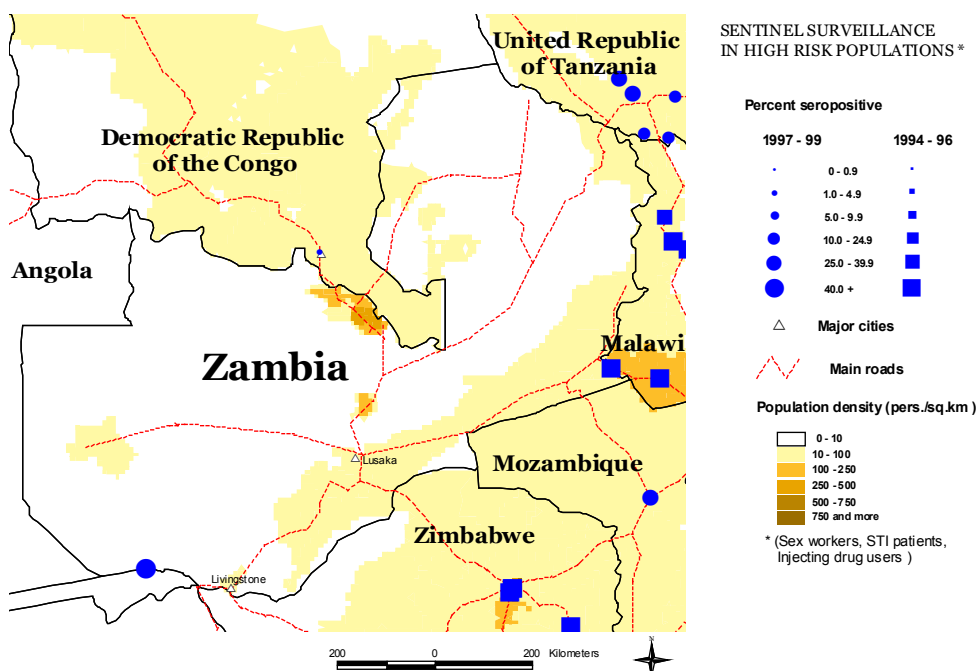 United Republic
of Tanzania
Democratic Republic
of the Congo
Angola
Zambia
Malawi
Lusaka
Mozambique
Zimbabwe
Livingstone
200 0 200 Kilometers
N
SENTINEL SURVEILLANCE
IN HIGH RISK POPULATIONS *
Percent seropositive
1997 - 99 1994 - 96
0 - 0.9
1.0 - 4.9
5.0 - 9.9
10.0 - 24.9
25.0 - 39.9
40.0 +
Major cities
Main roads
Population density (pers./sq.km )
0 - 10
10 - 100
100 -250
250 -500
500 -750
750 and more
* (Sex workers, STI patients,
Injecting drug users )